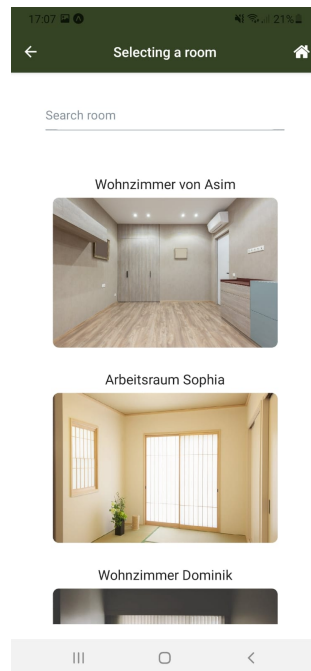 17:07 21%
Selecting a room
Search room
Wohnzimmer von Asim
Arbeitsraum Sophia
Wohnzimmer Dominik